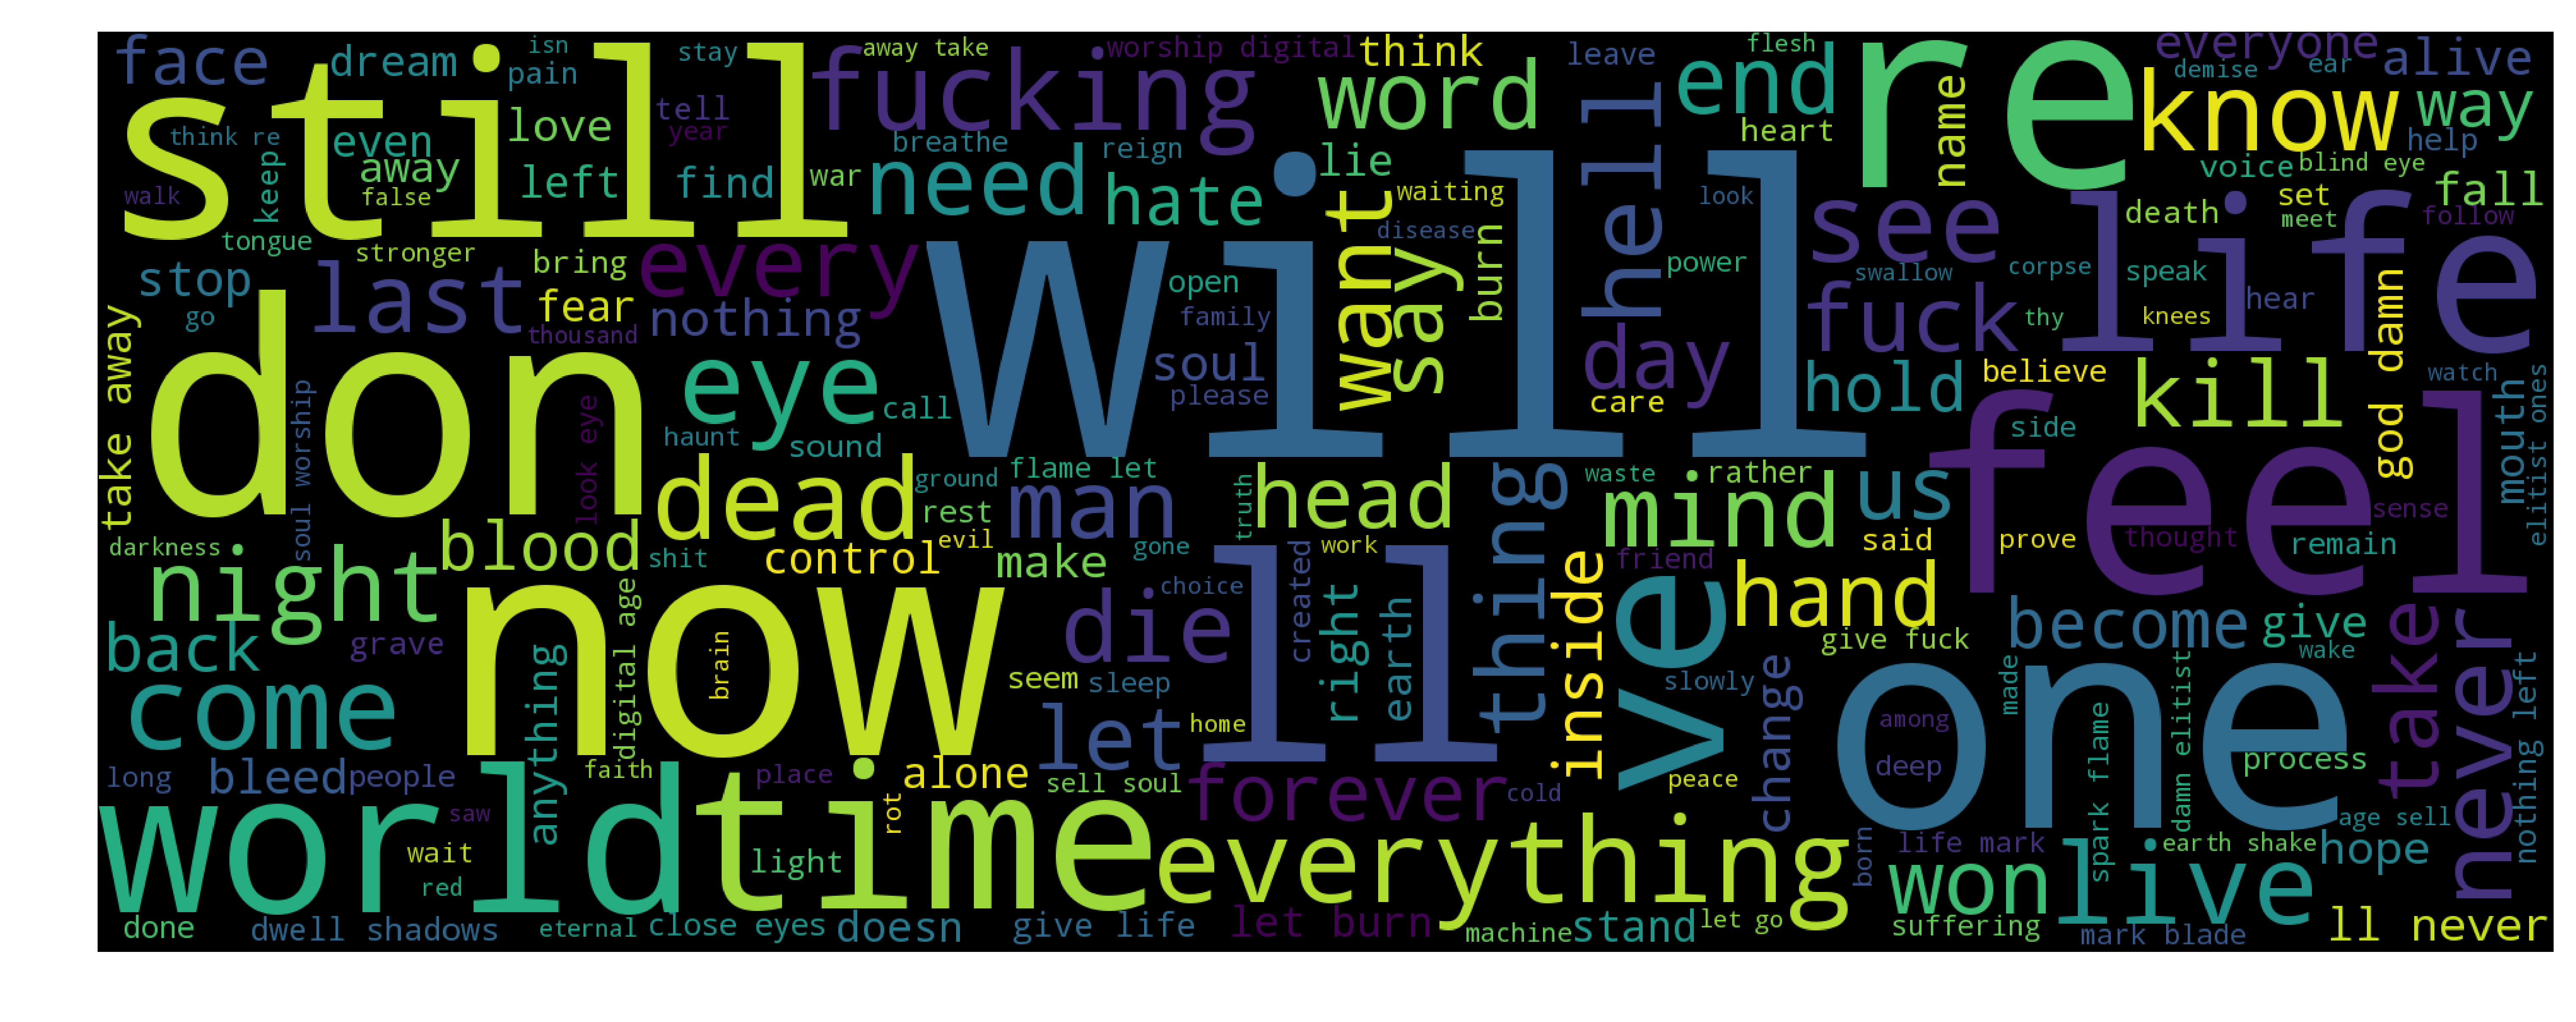 face
dream
isn
pain
stay
away take
worship digital
think
leave
flesh
everyone
demise
ear
alive
still
fucking
word
end
re
name
know
way
think re
even
love
tell
year
breathe
reign
heart
help
keep
away
left
find
war
need
hate
lie
waiting
hell
look
voice
blind eye
walk
false
will
want
see
life
death
set
fall
meet
follow
tongue
stronger
bring
every
disease
say
burn
power
swallow
corpse
speak
stop
last
fear
open
hear
god damn
go
thousand
nothing
family
day
fuck
thy
knees
take away
don
eye
soul
please
care
hold
believe
kill
watch
call
mouth
soul worship
look eye
haunt
sound
side
feel
elitist ones
dead
ground
flame let
man
truth
head
thing
waste
rather
mind
us
sense
rest
darkness
night
blood
shit
control
evil
make
gone
created
work
inside
friend
said
prove
thought
remain
now
choice
die
ve
hand
become
give
back
grave
digital age
brain
right
earth
give fuck
wake
take
never
anything
seem
sleep
slowly
change
made
damn elitist
nothing left
come
let
home
ll
one
among
process
spark flame
long
bleed
people
faith
place
alone
sell soul
forever
cold
peace
deep
world
saw
time
rot
everything
born
life mark
age sell
earth shake
hope
wait
light
red
won
live
done
dwell shadows
eternal
close eyes
doesn
give life
let burn
machine
stand
let go
suffering
mark blade
ll never